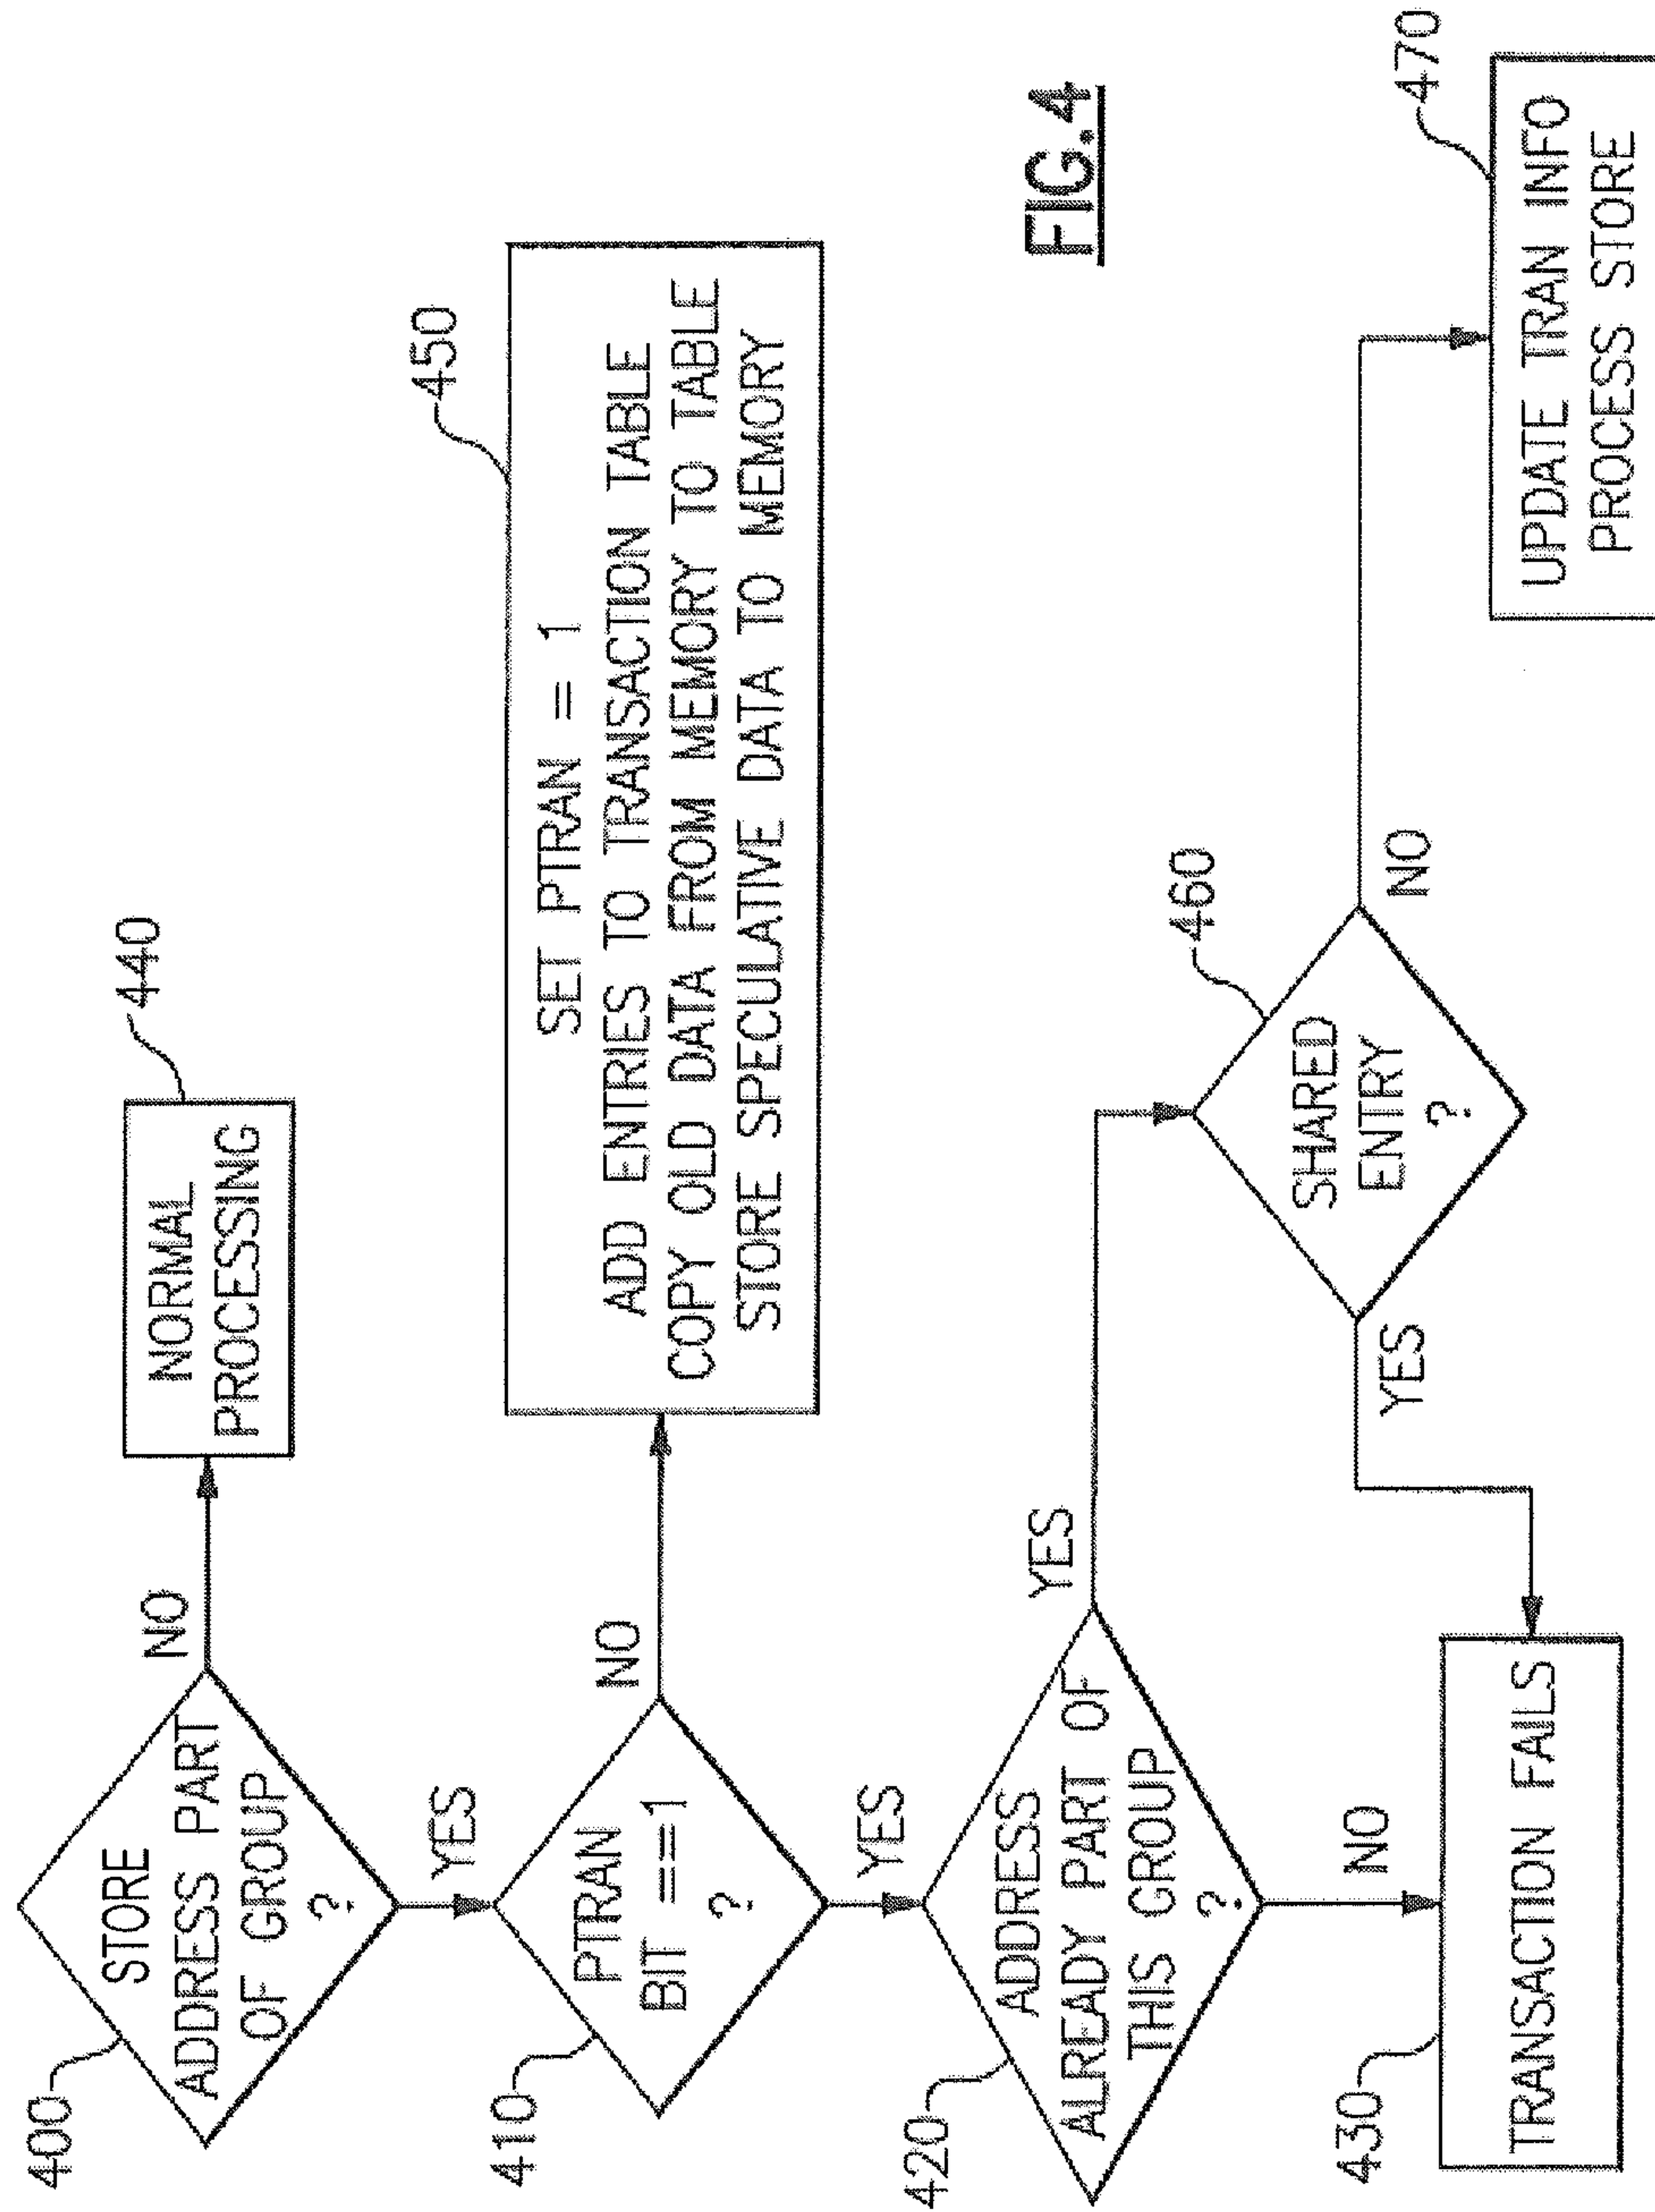 400
STORE
ADDRESS PART
OF GROUP
?
NO
440
NORMAL
PROCESSING
YES
410
PTRAN
BIT ==1
?
NO
450
SET PTRAN = 1
ADD ENTRIES TO TRANSACTION TABLE
COPY OLD DATA FROM MEMORY TO TABLE
STORE SPECULATIVE DATA TO MEMORY
YES
420
ADDRESS
ALREADY PART OF
THIS GROUP
?
YES
460
SHARED
ENTRY
?
YES
NO
NO
430
TRANSACTION FAILS
470
UPDATE TRAN INFO
PROCESS STORE
FIG.4